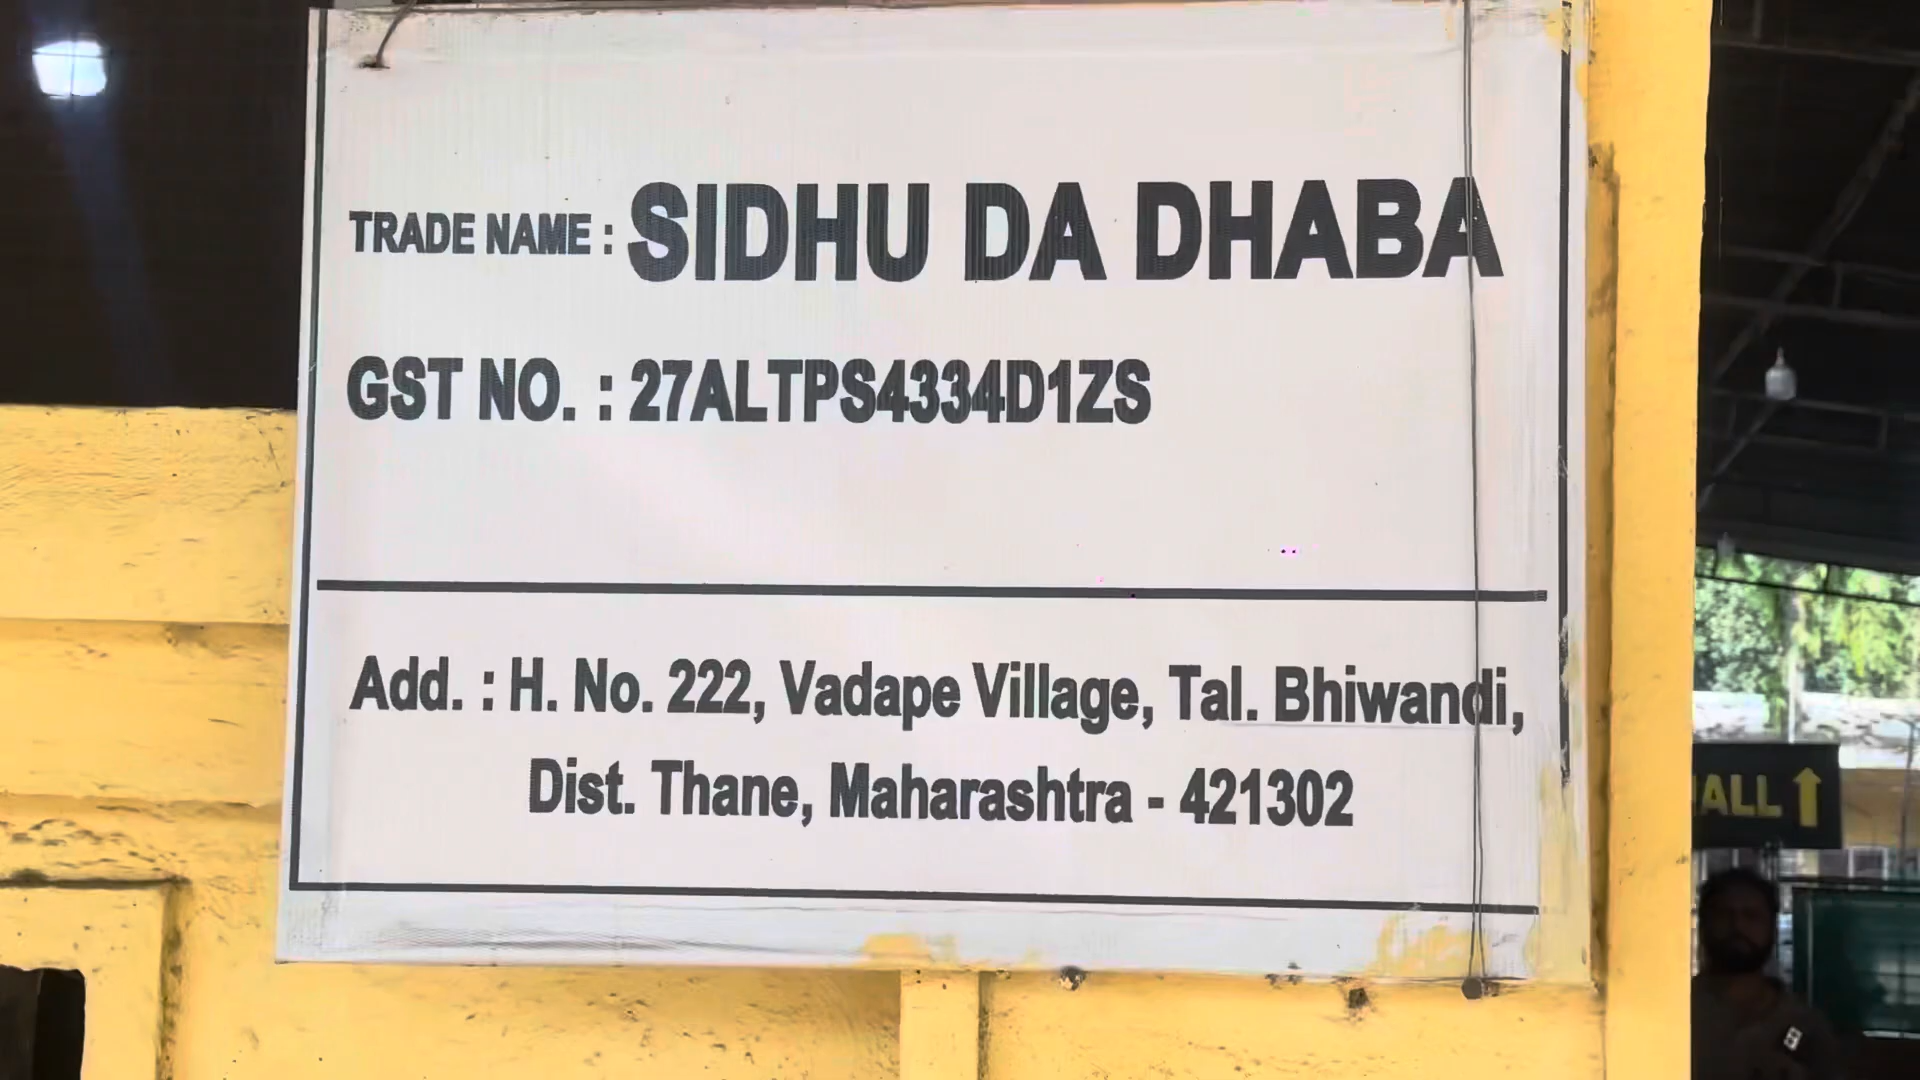 TRADE NAME : SIDHU DA DHABA
GST NO. : 27ALTPS4334D1ZS
Add. : H. No. 222, Vadape Village, Tal. Bhiwandi,
Dist. Thane, Maharashtra - 421302
ALL ↑